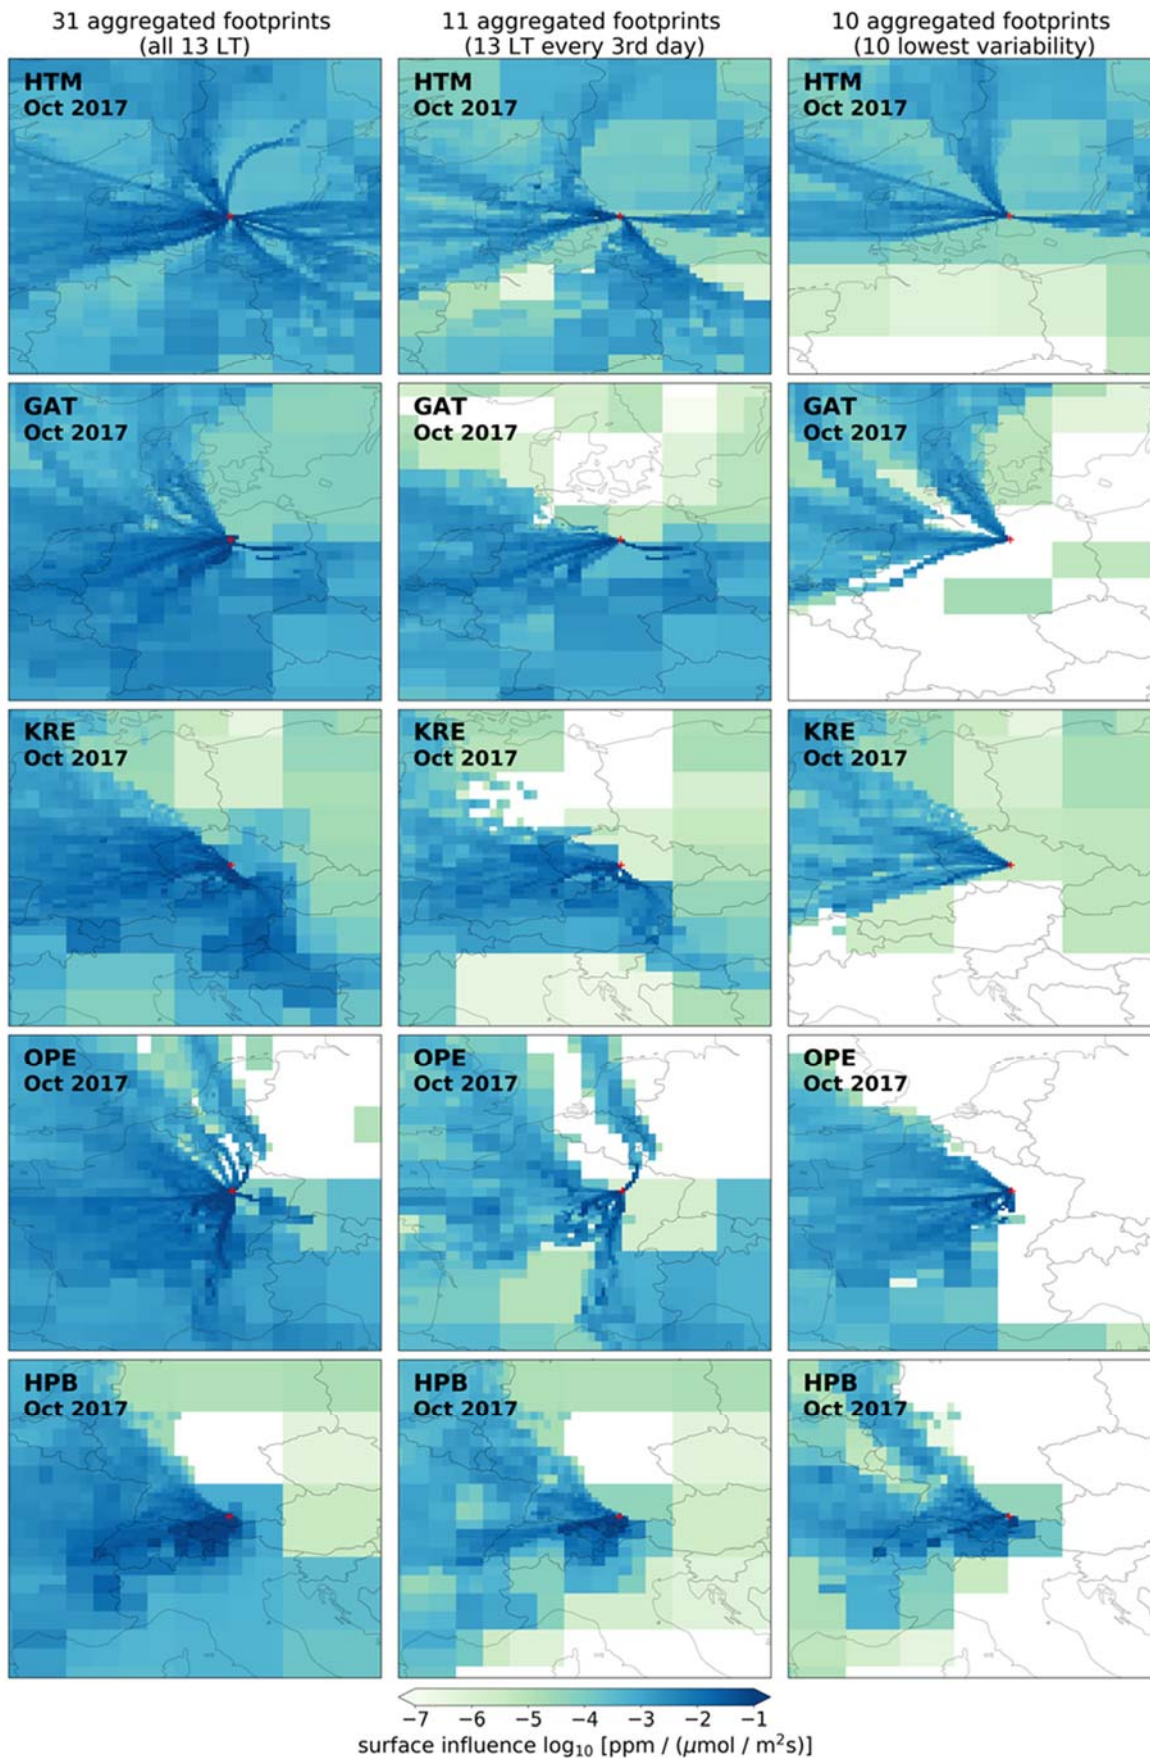 31 aggregated footprints
(all 13 LT)
11 aggregated footprints
(13 LT every 3rd day)
10 aggregated footprints
(10 lowest variability)
HTM
Oct 2017
HTM
Oct 2017
HTM
Oct 2017
GAT
Oct 2017
GAT
Oct 2017
GAT
Oct 2017
KRE
Oct 2017
KRE
Oct 2017
KRE
Oct 2017
OPE
Oct 2017
OPE
Oct 2017
OPE
Oct 2017
HPB
Oct 2017
HPB
Oct 2017
HPB
Oct 2017
−7 −6 −5 −4 −3 −2 −1
surface influence log₁₀ [ppm / (μmol / m²s)]